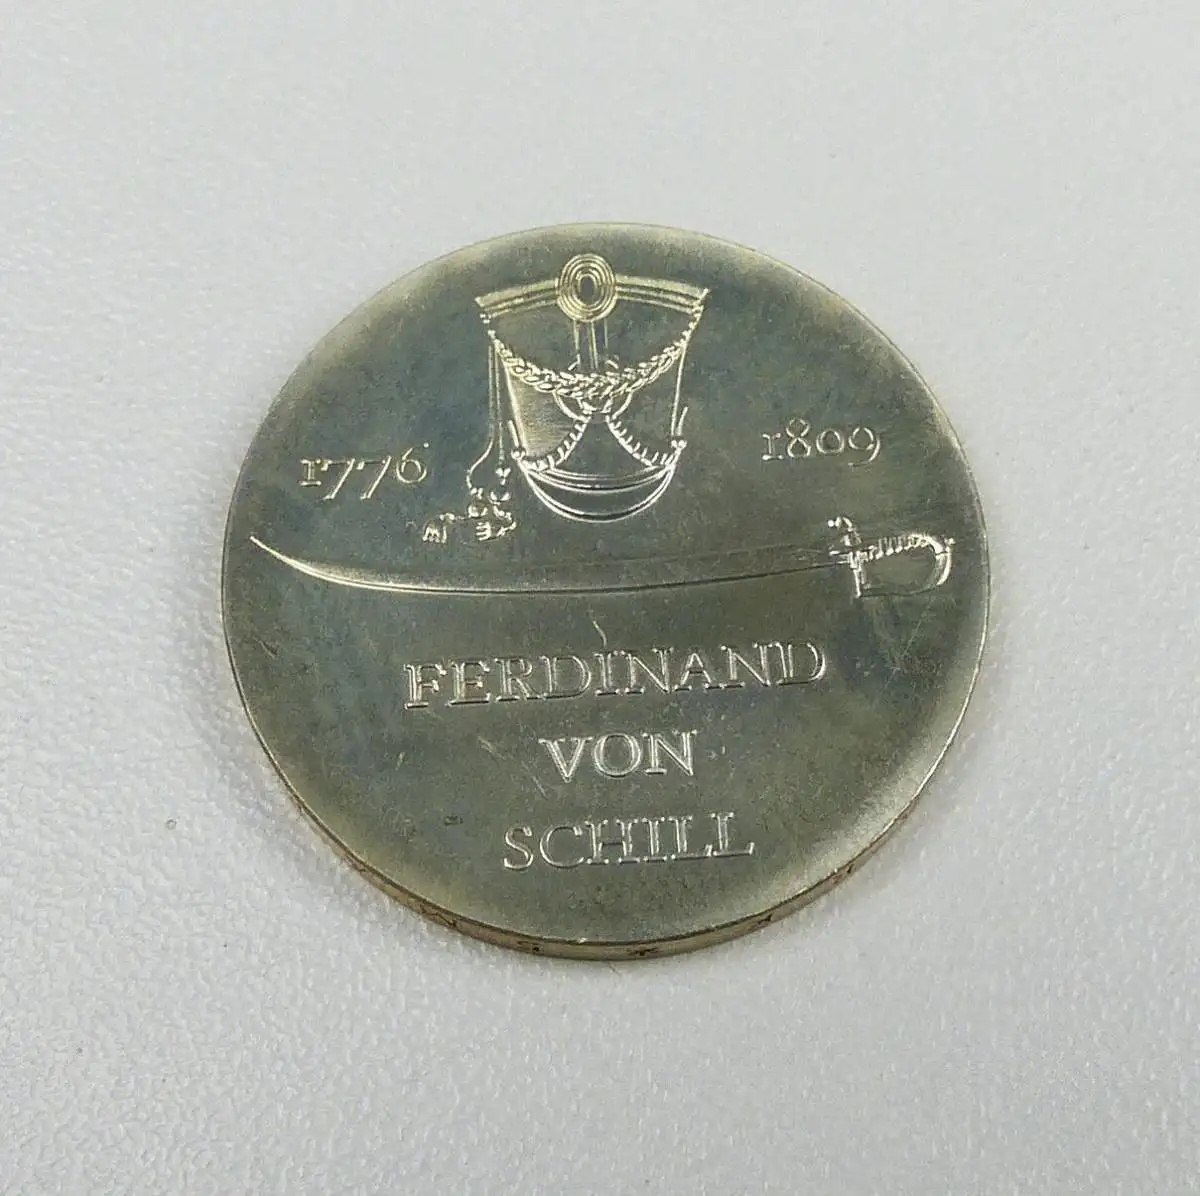 1776 1809
FERDINAND
VON
SCHILL